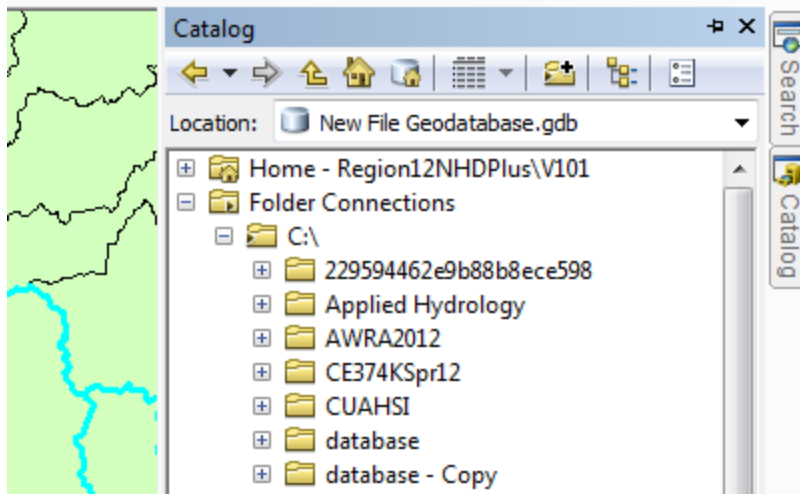 Catalog
Location: New File Geodatabase.gdb
Home - Region12NHDPlus\V101
Folder Connections
C:\
229594462e9b88b8ece598
Applied Hydrology
AWRA2012
CE374KSpr12
CUAHSI
database
database - Copy
Search
Catalog